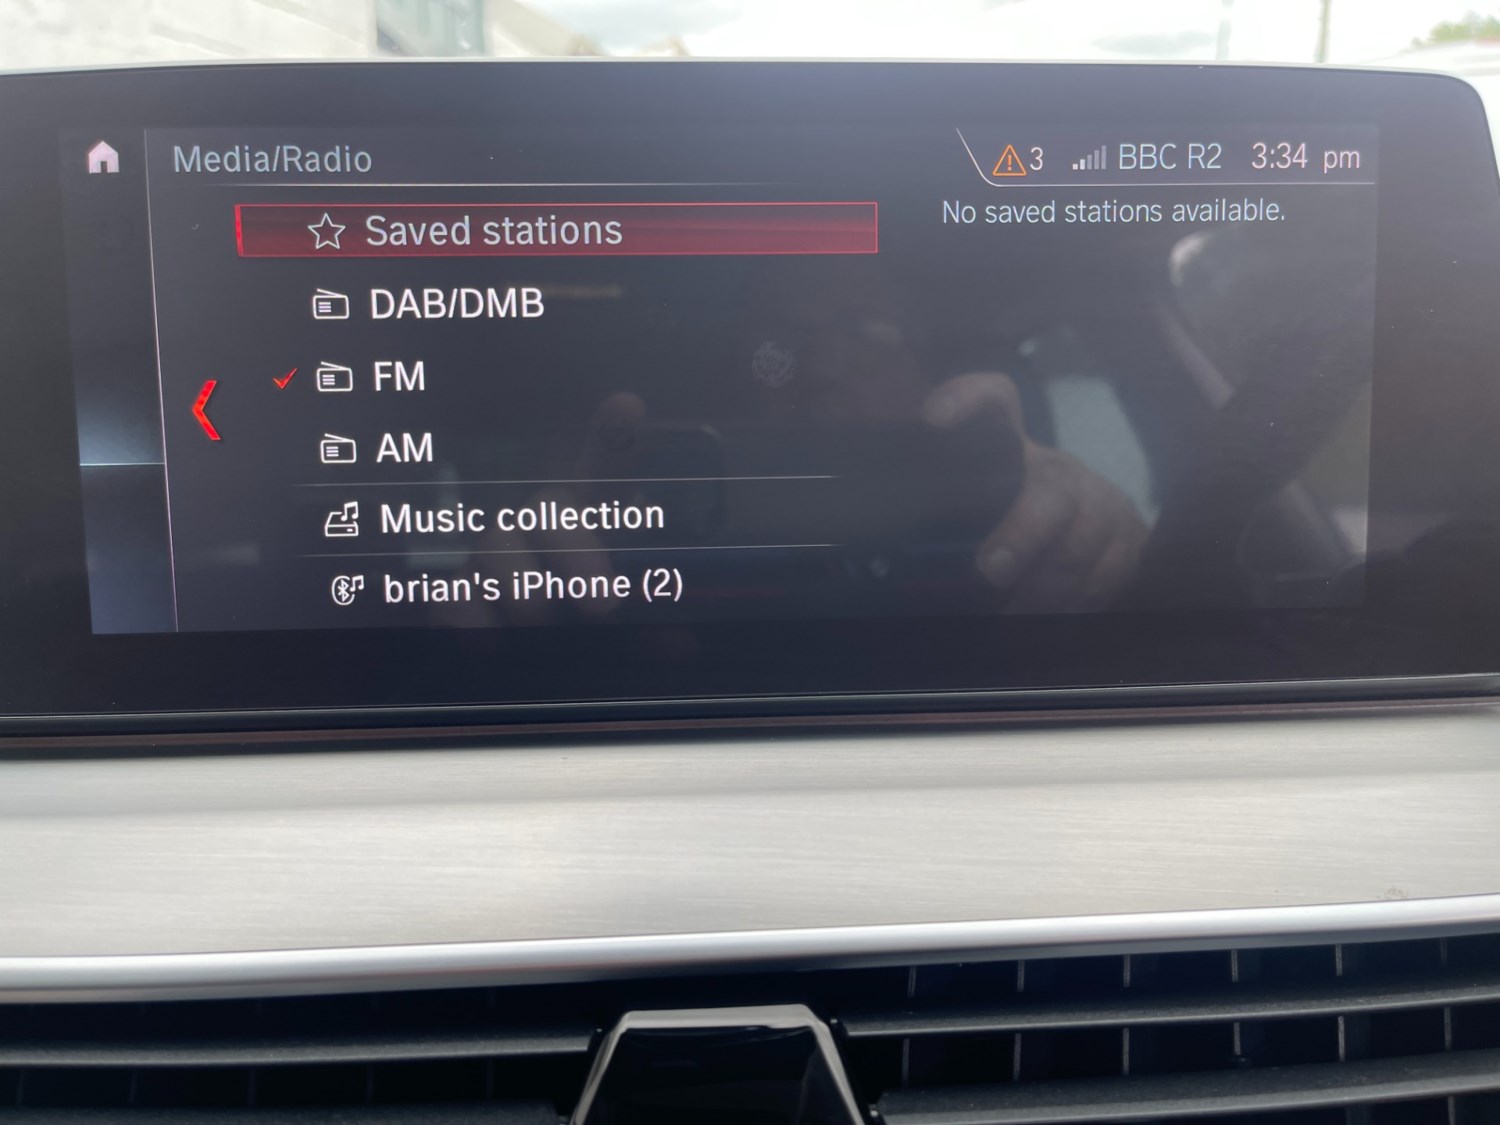 Media/Radio
3 BBC R2 3:34 pm
Saved stations
No saved stations available.
DAB/DMB
FM
AM
Music collection
brian's iPhone (2)